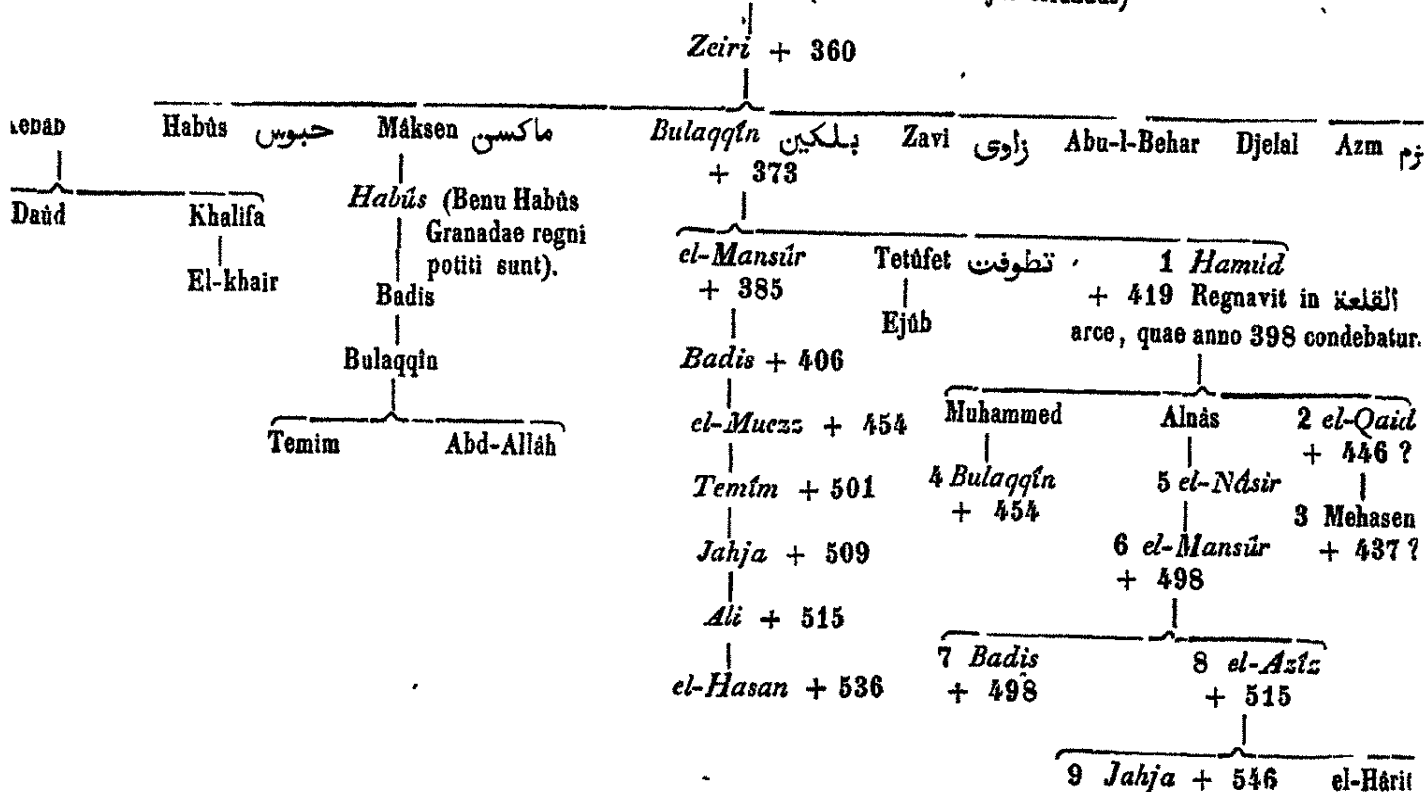 Zeiri + 360
Habûs حبوس Mâksen ماكسن Bulaqqîn بلكين Zavi زاوى Abu-l-Behar Djelal Azm
+ 373
Daûd Khalifa Habûs (Benu Habûs
Granadae regni
potiti sunt).
El-khair Badis
el-Mansûr Tetûfet تطوفت 1 Hamûd
+ 385 + 419 Regnavit in القلعة
Ejûb arce, quae anno 398 condebatur.
Bulaqqîn Badis + 406
Temim Abd-Allâh el-Muezz + 454 Muhammed Alnâs 2 el-Qaid
+ 446 ?
Temîm + 501 4 Bulaqqîn 5 el-Nâsir
+ 454 3 Mehasen
Jahja + 509 6 el-Mansûr + 437 ?
+ 498
Ali + 515
7 Badis 8 el-Azîz
el-Hasan + 536 + 498 + 515
9 Jahja + 546 el-Hârit